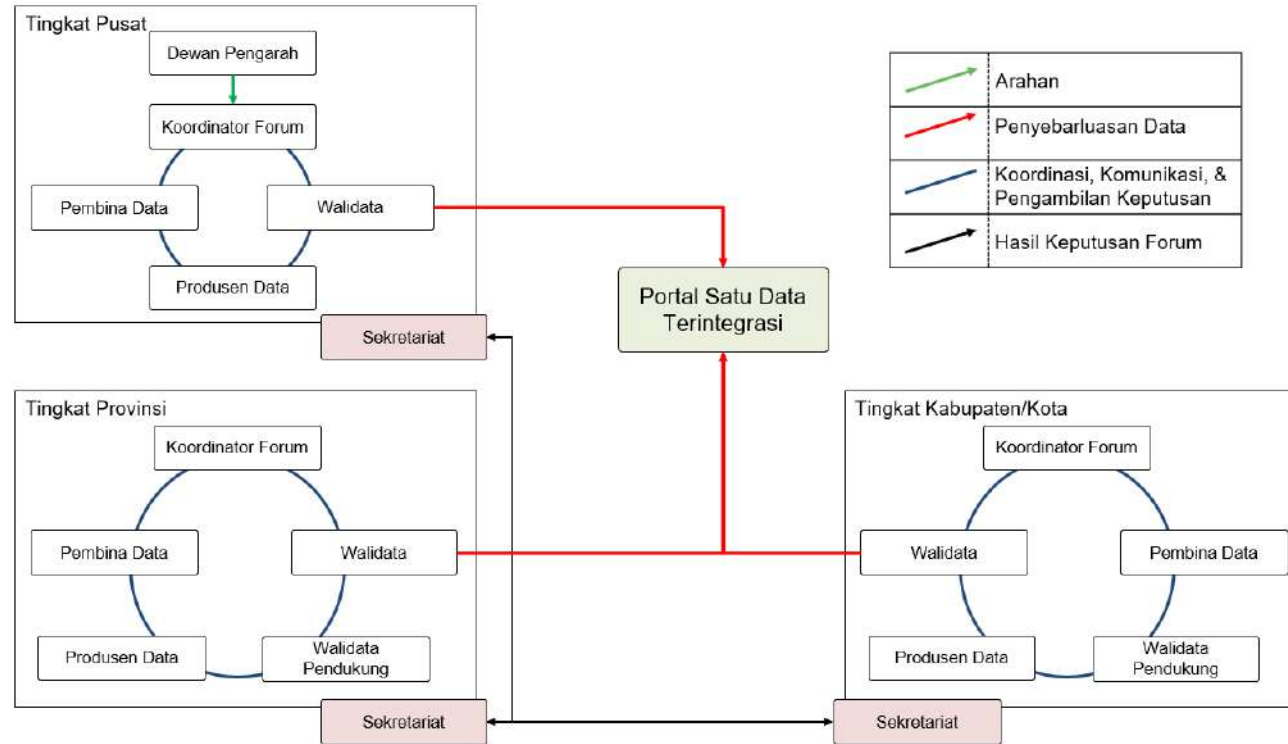 Tingkat Pusat
Dewan Pengarah
Koordinator Forum
Pembina Data
Walidata
Produsen Data
Sekretariat
Arahan
Penyebarluasan Data
Koordinasi, Komunikasi, &
Pengambilan Keputusan
Hasil Keputusan Forum
Portal Satu Data
Terintegrasi
Tingkat Provinsi
Koordinator Forum
Pembina Data
Walidata
Produsen Data
Walidata
Pendukung
Sekretariat
Tingkat Kabupaten/Kota
Koordinator Forum
Walidata
Pembina Data
Produsen Data
Walidata
Pendukung
Sekretariat